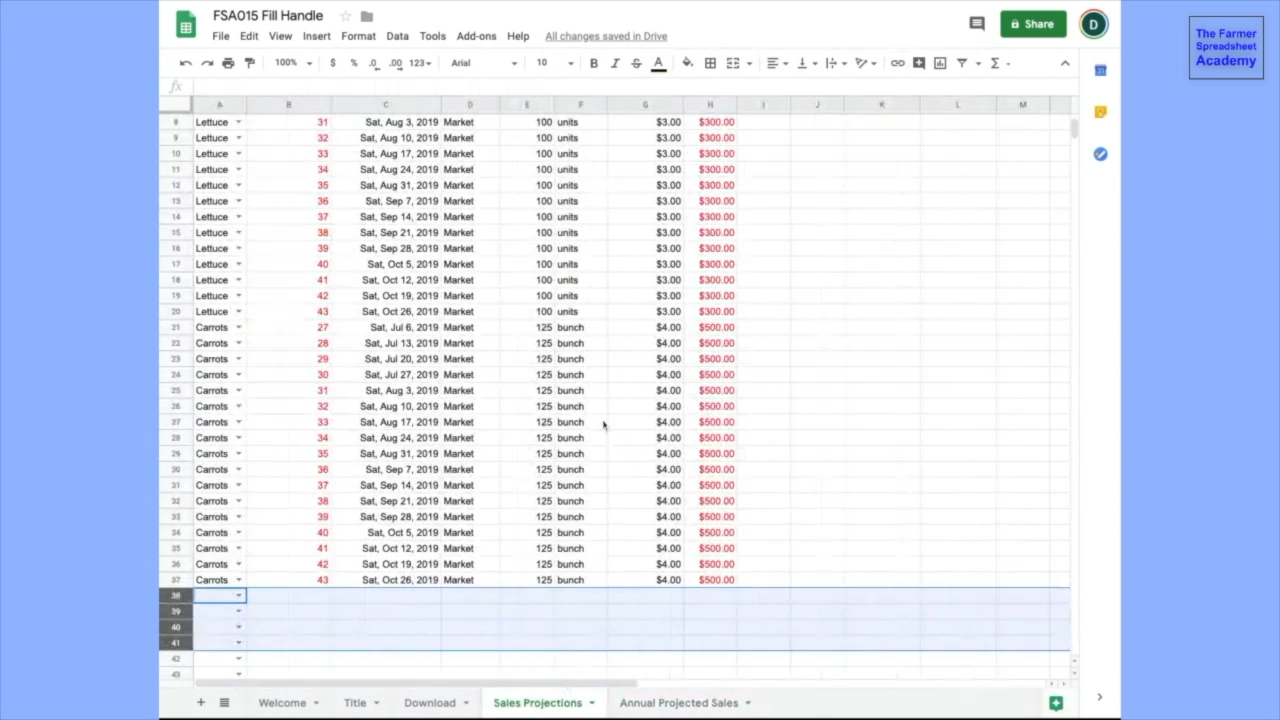 FSA015 Fill Handle
File Edit View Insert Format Data Tools Add-ons Help All changes saved in Drive
Share
D
The Farmer
Spreadsheet
Academy
100% $ % .0 .00 123 Arial 10 B I S A
fx
A B C D E F G H I J K L M
8 Lettuce 31 Sat, Aug 3, 2019 Market 100 units $3.00 $300.00
9 Lettuce 32 Sat, Aug 10, 2019 Market 100 units $3.00 $300.00
10 Lettuce 33 Sat, Aug 17, 2019 Market 100 units $3.00 $300.00
11 Lettuce 34 Sat, Aug 24, 2019 Market 100 units $3.00 $300.00
12 Lettuce 35 Sat, Aug 31, 2019 Market 100 units $3.00 $300.00
13 Lettuce 36 Sat, Sep 7, 2019 Market 100 units $3.00 $300.00
14 Lettuce 37 Sat, Sep 14, 2019 Market 100 units $3.00 $300.00
15 Lettuce 38 Sat, Sep 21, 2019 Market 100 units $3.00 $300.00
16 Lettuce 39 Sat, Sep 28, 2019 Market 100 units $3.00 $300.00
17 Lettuce 40 Sat, Oct 5, 2019 Market 100 units $3.00 $300.00
18 Lettuce 41 Sat, Oct 12, 2019 Market 100 units $3.00 $300.00
19 Lettuce 42 Sat, Oct 19, 2019 Market 100 units $3.00 $300.00
20 Lettuce 43 Sat, Oct 26, 2019 Market 100 units $3.00 $300.00
21 Carrots 27 Sat, Jul 6, 2019 Market 125 bunch $4.00 $500.00
22 Carrots 28 Sat, Jul 13, 2019 Market 125 bunch $4.00 $500.00
23 Carrots 29 Sat, Jul 20, 2019 Market 125 bunch $4.00 $500.00
24 Carrots 30 Sat, Jul 27, 2019 Market 125 bunch $4.00 $500.00
25 Carrots 31 Sat, Aug 3, 2019 Market 125 bunch $4.00 $500.00
26 Carrots 32 Sat, Aug 10, 2019 Market 125 bunch $4.00 $500.00
27 Carrots 33 Sat, Aug 17, 2019 Market 125 bunch $4.00 $500.00
28 Carrots 34 Sat, Aug 24, 2019 Market 125 bunch $4.00 $500.00
29 Carrots 35 Sat, Aug 31, 2019 Market 125 bunch $4.00 $500.00
30 Carrots 36 Sat, Sep 7, 2019 Market 125 bunch $4.00 $500.00
31 Carrots 37 Sat, Sep 14, 2019 Market 125 bunch $4.00 $500.00
32 Carrots 38 Sat, Sep 21, 2019 Market 125 bunch $4.00 $500.00
33 Carrots 39 Sat, Sep 28, 2019 Market 125 bunch $4.00 $500.00
34 Carrots 40 Sat, Oct 5, 2019 Market 125 bunch $4.00 $500.00
35 Carrots 41 Sat, Oct 12, 2019 Market 125 bunch $4.00 $500.00
36 Carrots 42 Sat, Oct 19, 2019 Market 125 bunch $4.00 $500.00
37 Carrots 43 Sat, Oct 26, 2019 Market 125 bunch $4.00 $500.00
38
39
40
41
42
43
Welcome Title Download Sales Projections Annual Projected Sales